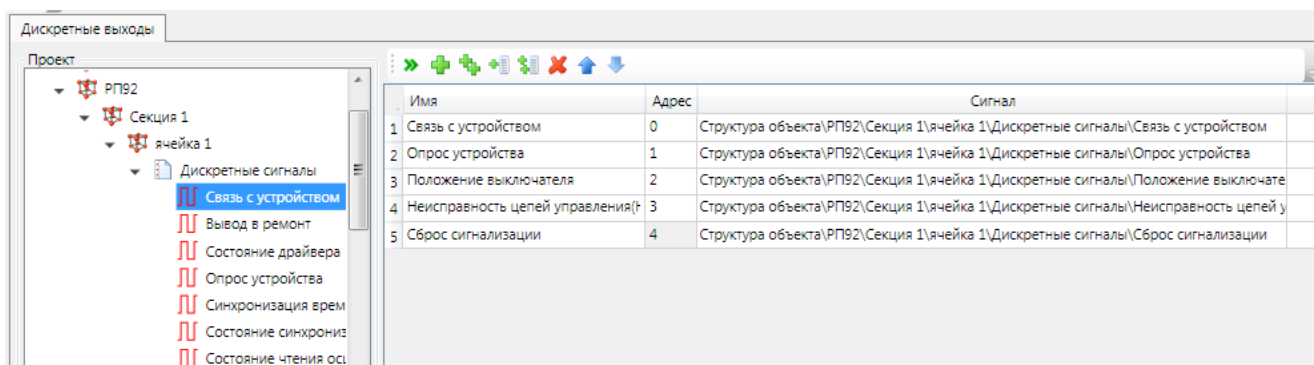 Дискретные выходы
Проект
РП92
Секция 1
ячейка 1
Дискретные сигналы
Связь с устройством
Вывод в ремонт
Состояние драйвера
Опрос устройства
Синхронизация врем
Состояние синхрониз
Состояние чтения осц
Имя Адрес Сигнал
1 Связь с устройством 0 Структура объекта\РП92\Секция 1\ячейка 1\Дискретные сигналы\Связь с устройством
2 Опрос устройства 1 Структура объекта\РП92\Секция 1\ячейка 1\Дискретные сигналы\Опрос устройства
3 Положение выключателя 2 Структура объекта\РП92\Секция 1\ячейка 1\Дискретные сигналы\Положение выключате
4 Неисправность цепей управления(Н 3 Структура объекта\РП92\Секция 1\ячейка 1\Дискретные сигналы\Неисправность цепей у
5 Сброс сигнализации 4 Структура объекта\РП92\Секция 1\ячейка 1\Дискретные сигналы\Сброс сигнализации